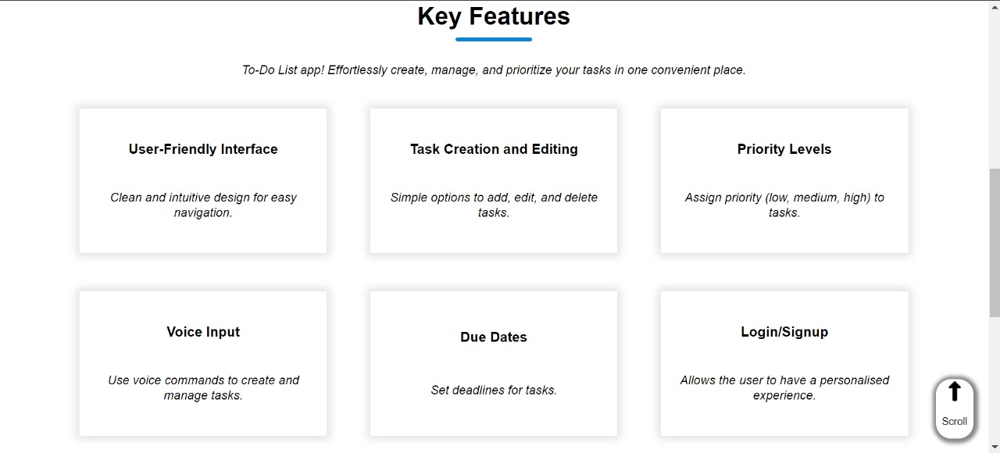 Key Features
To-Do List app! Effortlessly create, manage, and prioritize your tasks in one convenient place.
User-Friendly Interface
Clean and intuitive design for easy
navigation.
Task Creation and Editing
Simple options to add, edit, and delete
tasks.
Priority Levels
Assign priority (low, medium, high) to
tasks.
Voice Input
Use voice commands to create and
manage tasks.
Due Dates
Set deadlines for tasks.
Login/Signup
Allows the user to have a personalised
experience.
Scroll